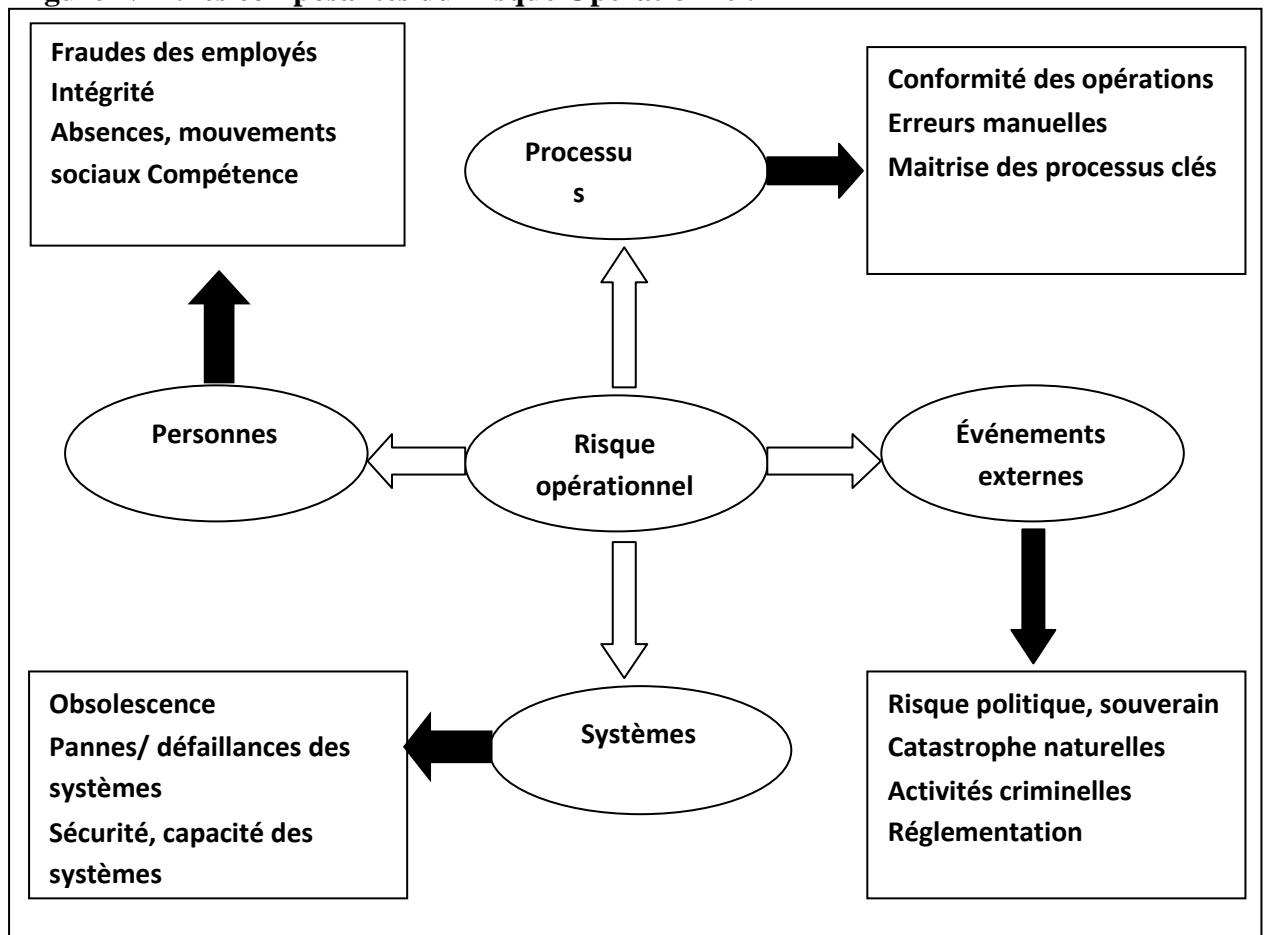 Fraudes des employés
Intégrité
Absences, mouvements
sociaux Compétence
Processu
s
Conformité des opérations
Erreurs manuelles
Maitrise des processus clés
Personnes
Risque
opérationnel
Événements
externes
Obsolescence
Pannes/ défaillances des
systèmes
Sécurité, capacité des
systèmes
Systèmes
Risque politique, souverain
Catastrophe naturelles
Activités criminelles
Réglementation